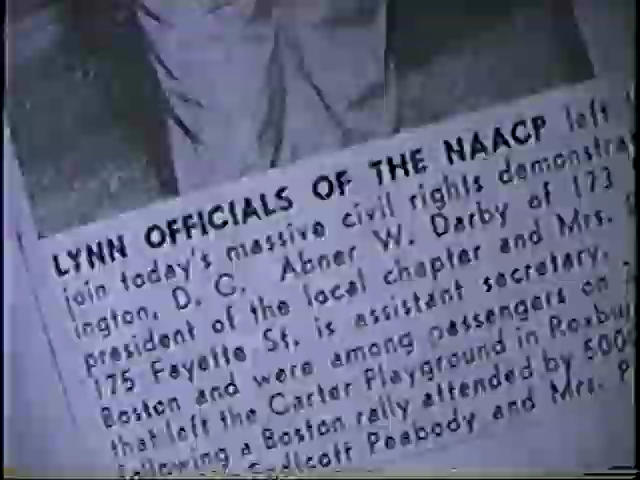 LYNN OFFICIALS OF THE NAACP left
join today's massive civil rights demonstra
ington, D. C. Abner W. Darby of 173
president of the local chapter and Mrs.
175 Fayette St. is assistant secretary.
Boston and were among passengers on
that left the Carter Playground in Roxbu
following a Boston rally attended by 500
Endicott Peabody and Mrs. P